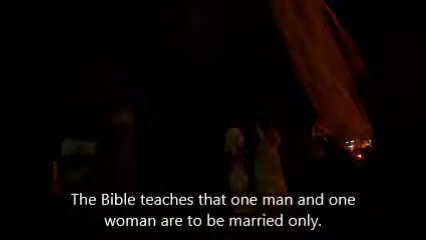 The Bible teaches that one man and one
woman are to be married only.